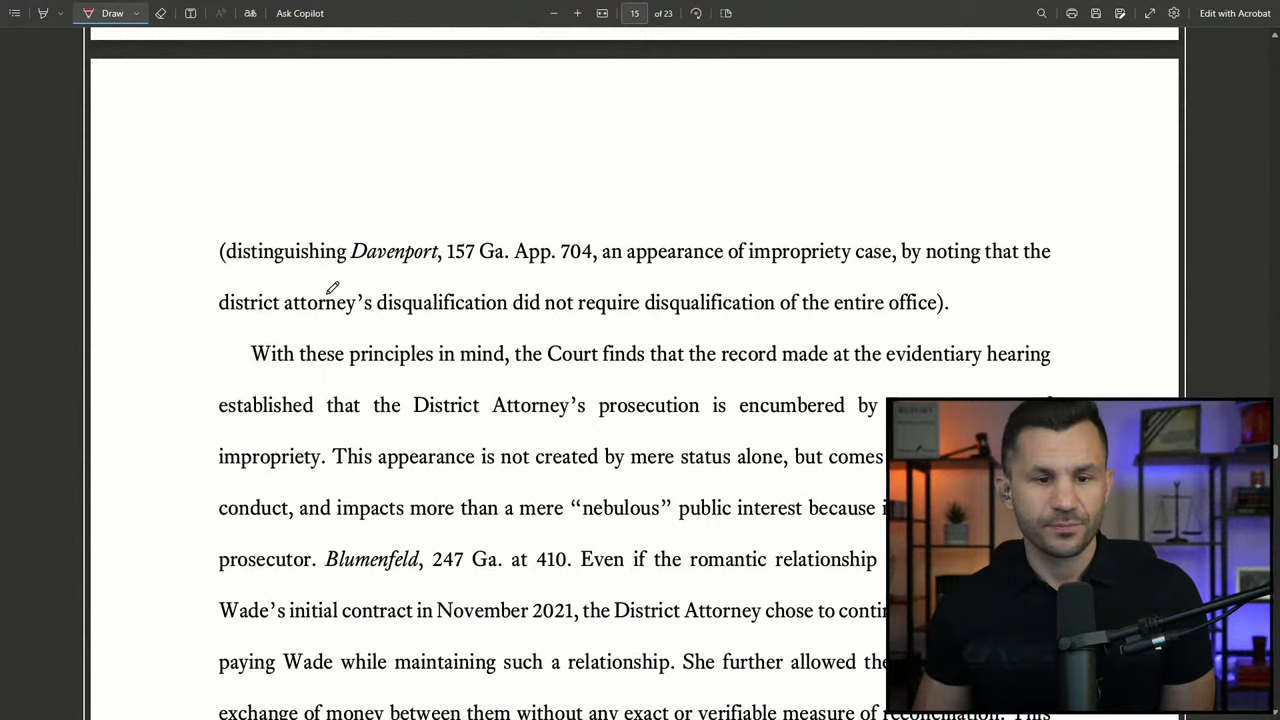 Draw
Ask Copilot
15 of 23
Edit with Acrobat
(distinguishing Davenport, 157 Ga. App. 704, an appearance of impropriety case, by noting that the
district attorney’s disqualification did not require disqualification of the entire office).
With these principles in mind, the Court finds that the record made at the evidentiary hearing
established that the District Attorney’s prosecution is encumbered by
impropriety. This appearance is not created by mere status alone, but comes
conduct, and impacts more than a mere “nebulous” public interest because
prosecutor. Blumenfeld, 247 Ga. at 410. Even if the romantic relationship
Wade’s initial contract in November 2021, the District Attorney chose to
paying Wade while maintaining such a relationship. She further allowed
exchange of money between them without any exact or verifiable measure of reconciliation. This